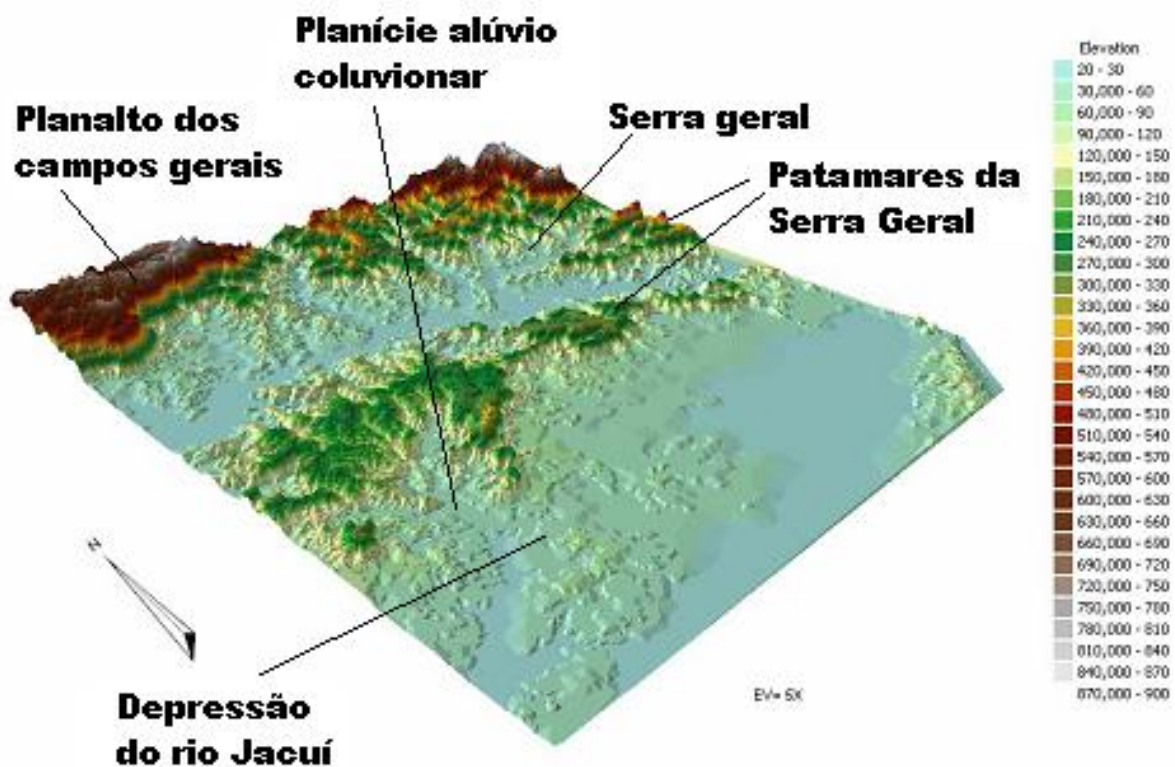 Planície alúvio
coluvionar
Planalto dos
campos gerais
Serra geral
Patamares da
Serra Geral
Depressão
do rio Jacuí
N
EV= 5X
Elevation
20 - 30
30,000 - 60
60,000 - 90
90,000 - 120
120,000 - 150
150,000 - 180
180,000 - 210
210,000 - 240
240,000 - 270
270,000 - 300
300,000 - 330
330,000 - 360
360,000 - 390
390,000 - 420
420,000 - 450
450,000 - 480
480,000 - 510
510,000 - 540
540,000 - 570
570,000 - 600
600,000 - 630
630,000 - 660
660,000 - 690
690,000 - 720
720,000 - 750
750,000 - 780
780,000 - 810
810,000 - 840
840,000 - 870
870,000 - 900